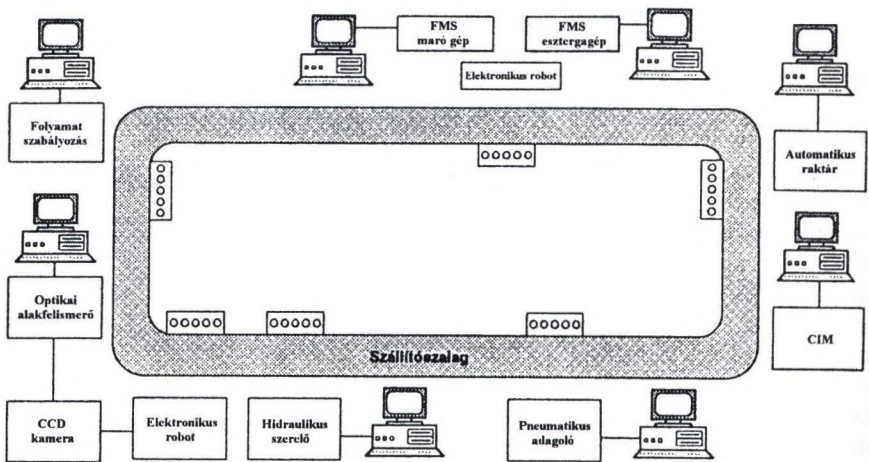 FMS
maró gép
FMS
esztergagép
Elektronikus robot
Folyamat
szabályozás
Automatikus
raktár
Optikai
alakfelismerő
CIM
Szállítószalag
CCD
kamera
Elektronikus
robot
Hidraulikus
szerelő
Pneumatikus
adagoló